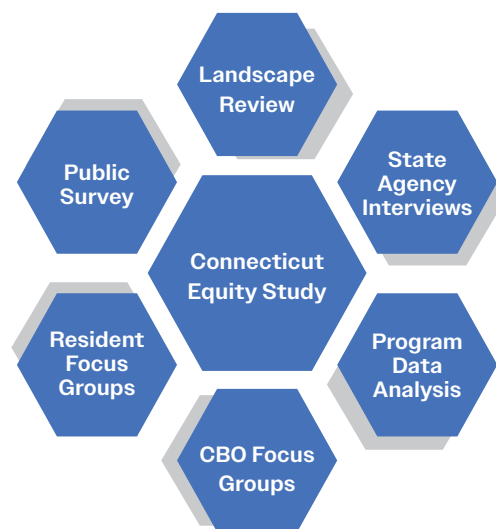 Landscape
Review
State
Agency
Interviews
Public
Survey
Connecticut
Equity Study
Resident
Focus
Groups
Program
Data
Analysis
CBO Focus
Groups